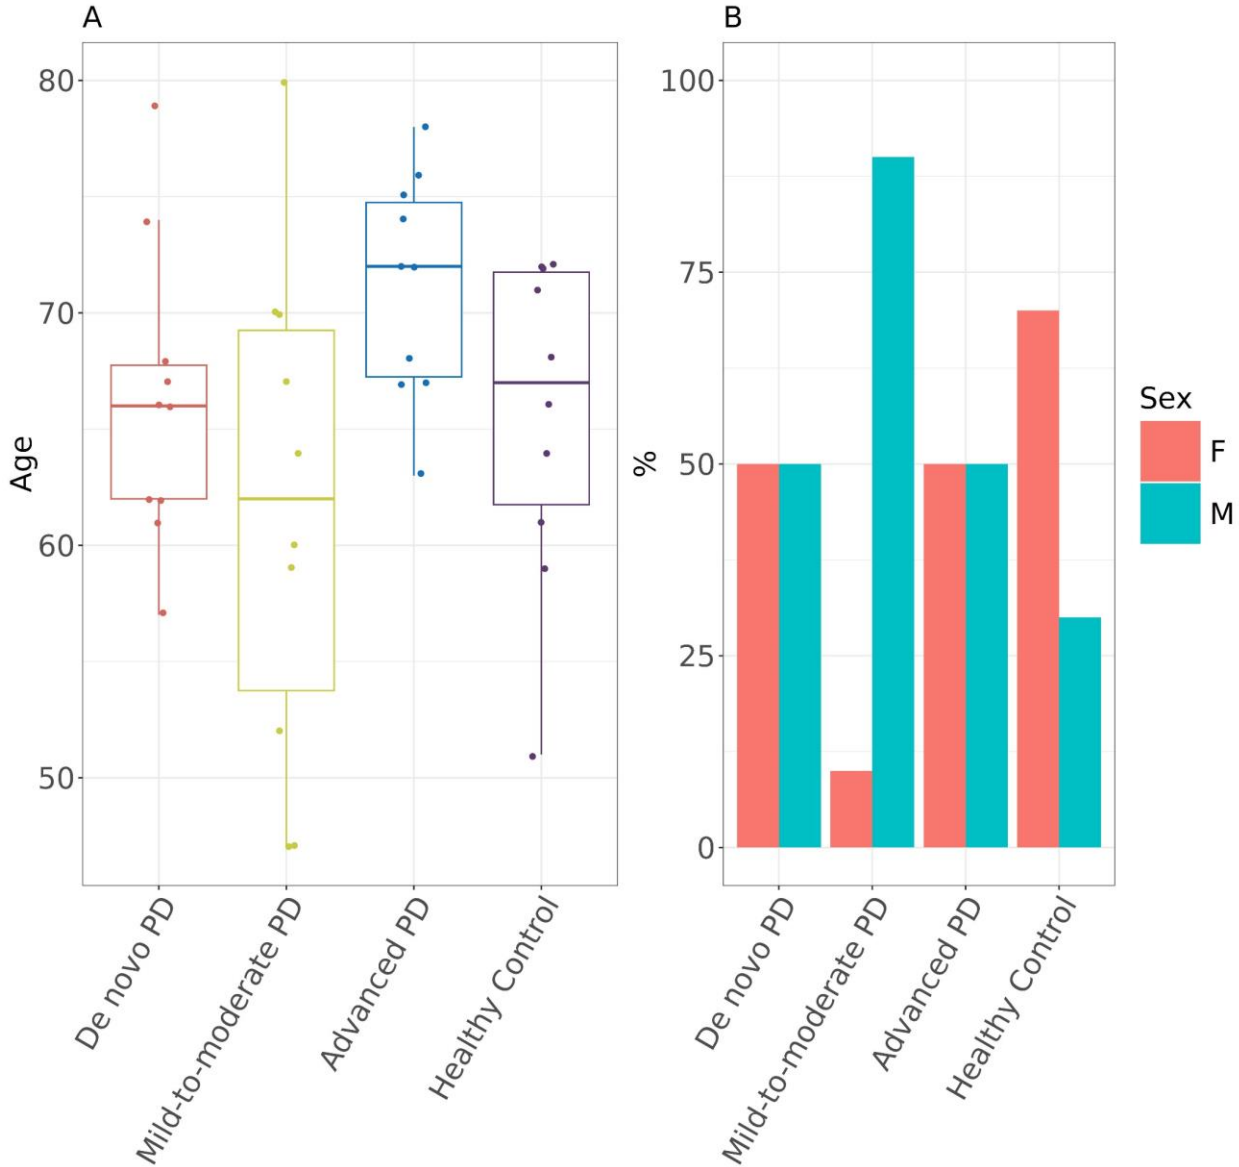 A
80
70
60
50
Age
De novo PD
Mild-to-moderate PD
Advanced PD
Healthy Control
B
100
75
50
25
0
%
De novo PD
Mild-to-moderate PD
Advanced PD
Healthy Control
Sex
F
M